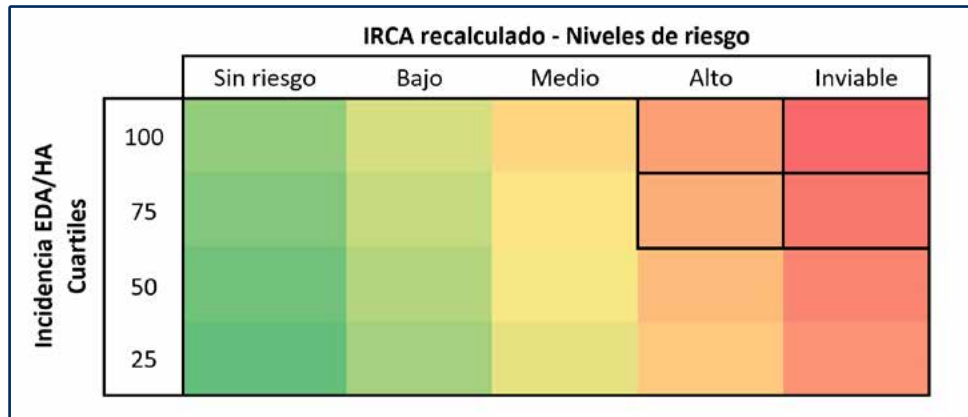 IRCA recalculado - Niveles de riesgo
Sin riesgo Bajo Medio Alto Inviable
Incidencia EDA/HA
Cuartiles
100
75
50
25